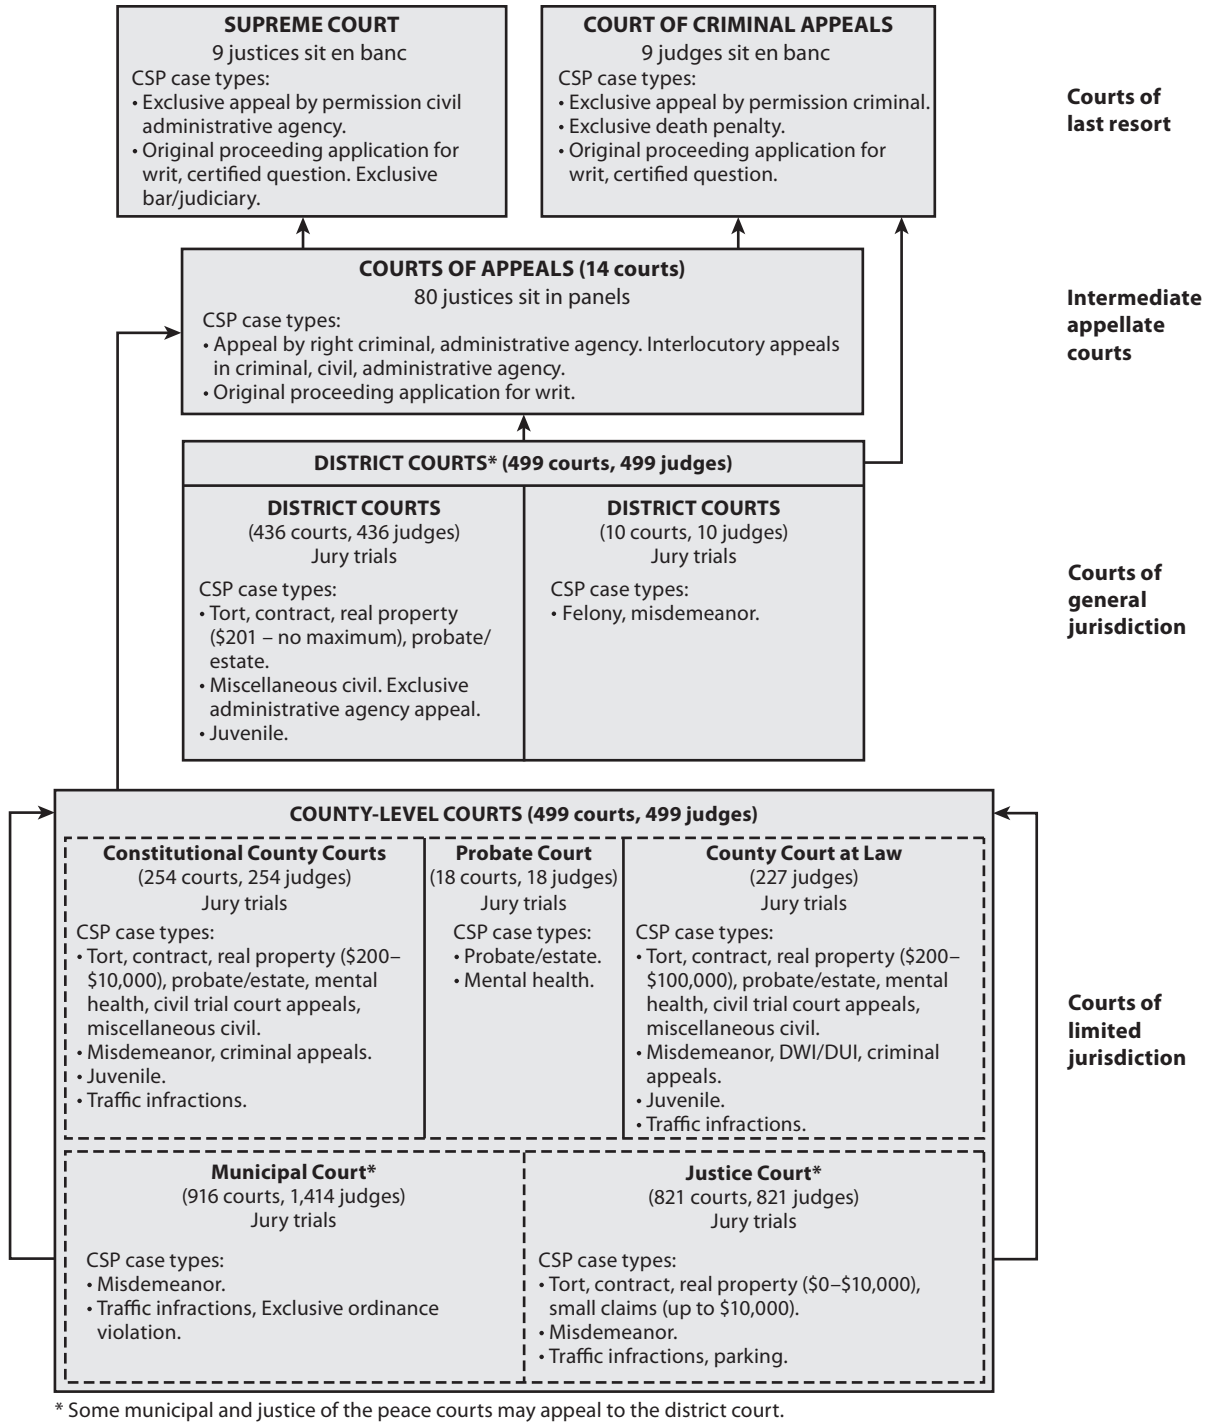 SUPREME COURT
9 justices sit en banc
CSP case types:
• Exclusive appeal by permission civil
administrative agency.
• Original proceeding application for
writ, certified question. Exclusive
bar/judiciary.
COURT OF CRIMINAL APPEALS
9 judges sit en banc
CSP case types:
• Exclusive appeal by permission criminal.
• Exclusive death penalty.
• Original proceeding application for
writ, certified question.
Courts of
last resort
COURTS OF APPEALS (14 courts)
80 justices sit in panels
CSP case types:
• Appeal by right criminal, administrative agency. Interlocutory appeals
in criminal, civil, administrative agency.
• Original proceeding application for writ.
Intermediate
appellate
courts
DISTRICT COURTS* (499 courts, 499 judges)
DISTRICT COURTS
(436 courts, 436 judges)
Jury trials
CSP case types:
• Tort, contract, real property
($201 – no maximum), probate/
estate.
• Miscellaneous civil. Exclusive
administrative agency appeal.
• Juvenile.
DISTRICT COURTS
(10 courts, 10 judges)
Jury trials
CSP case types:
• Felony, misdemeanor.
Courts of
general
jurisdiction
COUNTY-LEVEL COURTS (499 courts, 499 judges)
Constitutional County Courts
(254 courts, 254 judges)
Jury trials
CSP case types:
• Tort, contract, real property ($200–
$10,000), probate/estate, mental
health, civil trial court appeals,
miscellaneous civil.
• Misdemeanor, criminal appeals.
• Juvenile.
• Traffic infractions.
Probate Court
(18 courts, 18 judges)
Jury trials
CSP case types:
• Probate/estate.
• Mental health.
County Court at Law
(227 judges)
Jury trials
CSP case types:
• Tort, contract, real property ($200–
$100,000), probate/estate, mental
health, civil trial court appeals,
miscellaneous civil.
• Misdemeanor, DWI/DUI, criminal
appeals.
• Juvenile.
• Traffic infractions.
Courts of
limited
jurisdiction
Municipal Court*
(916 courts, 1,414 judges)
Jury trials
CSP case types:
• Misdemeanor.
• Traffic infractions, Exclusive ordinance
violation.
Justice Court*
(821 courts, 821 judges)
Jury trials
CSP case types:
• Tort, contract, real property ($0–$10,000),
small claims (up to $10,000).
• Misdemeanor.
• Traffic infractions, parking.
* Some municipal and justice of the peace courts may appeal to the district court.